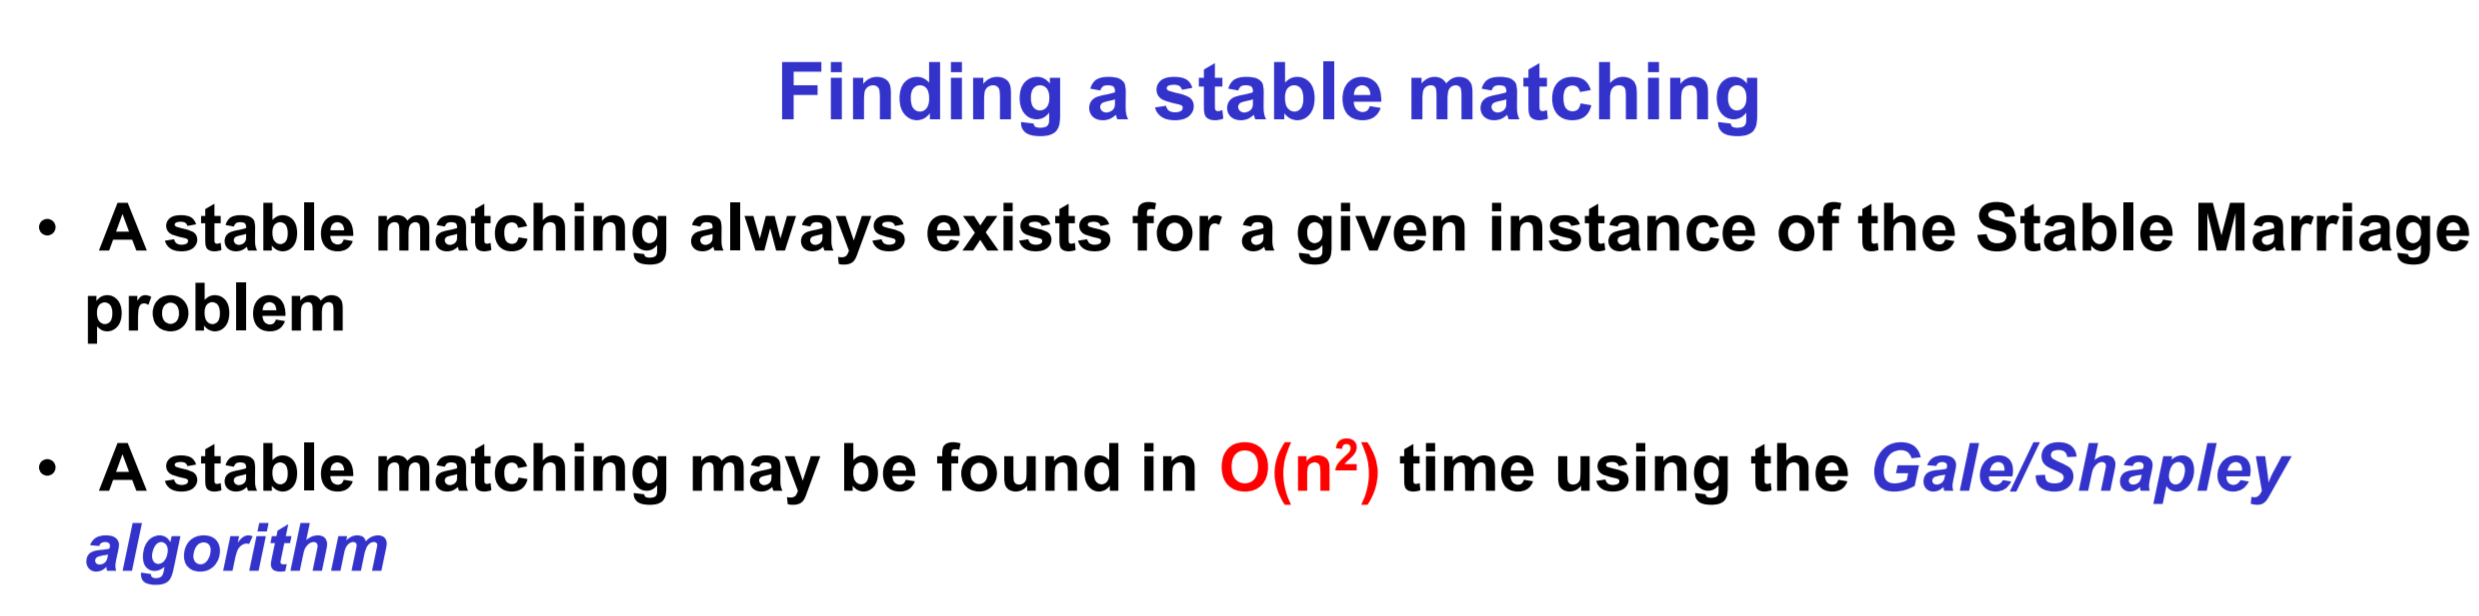 Finding a stable matching
• A stable matching always exists for a given instance of the Stable Marriage
problem
• A stable matching may be found in O(n²) time using the Gale/Shapley
algorithm